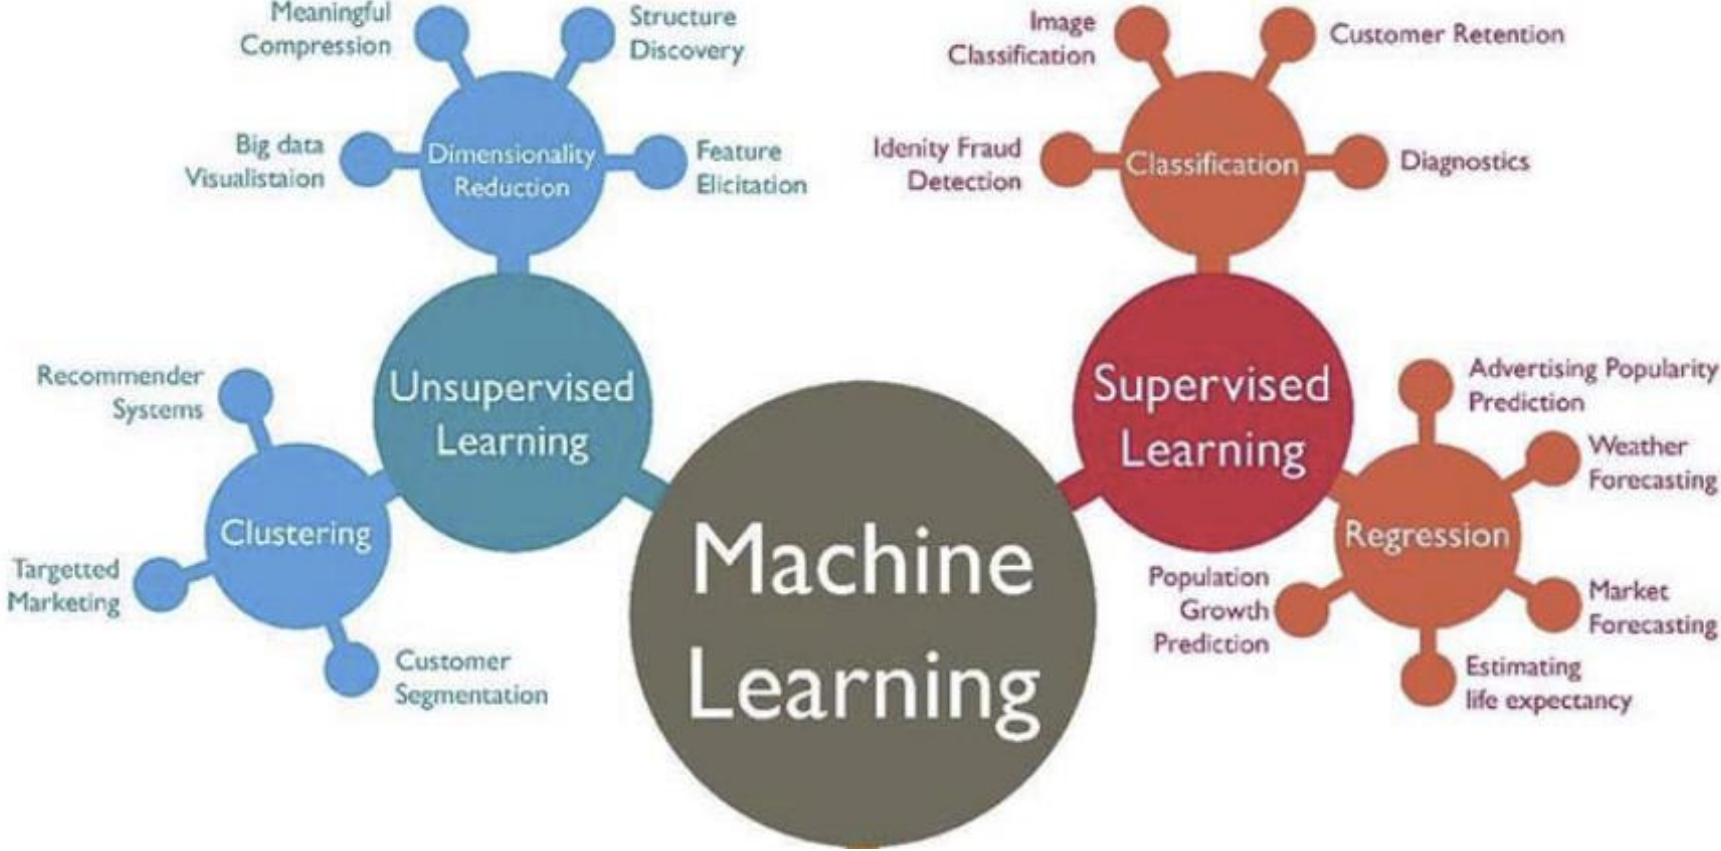 Meaningful
Compression
Structure
Discovery
Big data
Visualistaion
Dimensionality
Reduction
Feature
Elicitation
Image
Classification
Customer Retention
Idenity Fraud
Detection
Classification
Diagnostics
Recommender
Systems
Unsupervised
Learning
Clustering
Targetted
Marketing
Customer
Segmentation
Machine
Learning
Supervised
Learning
Advertising Popularity
Prediction
Weather
Forecasting
Regression
Population
Growth
Prediction
Market
Forecasting
Estimating
life expectancy